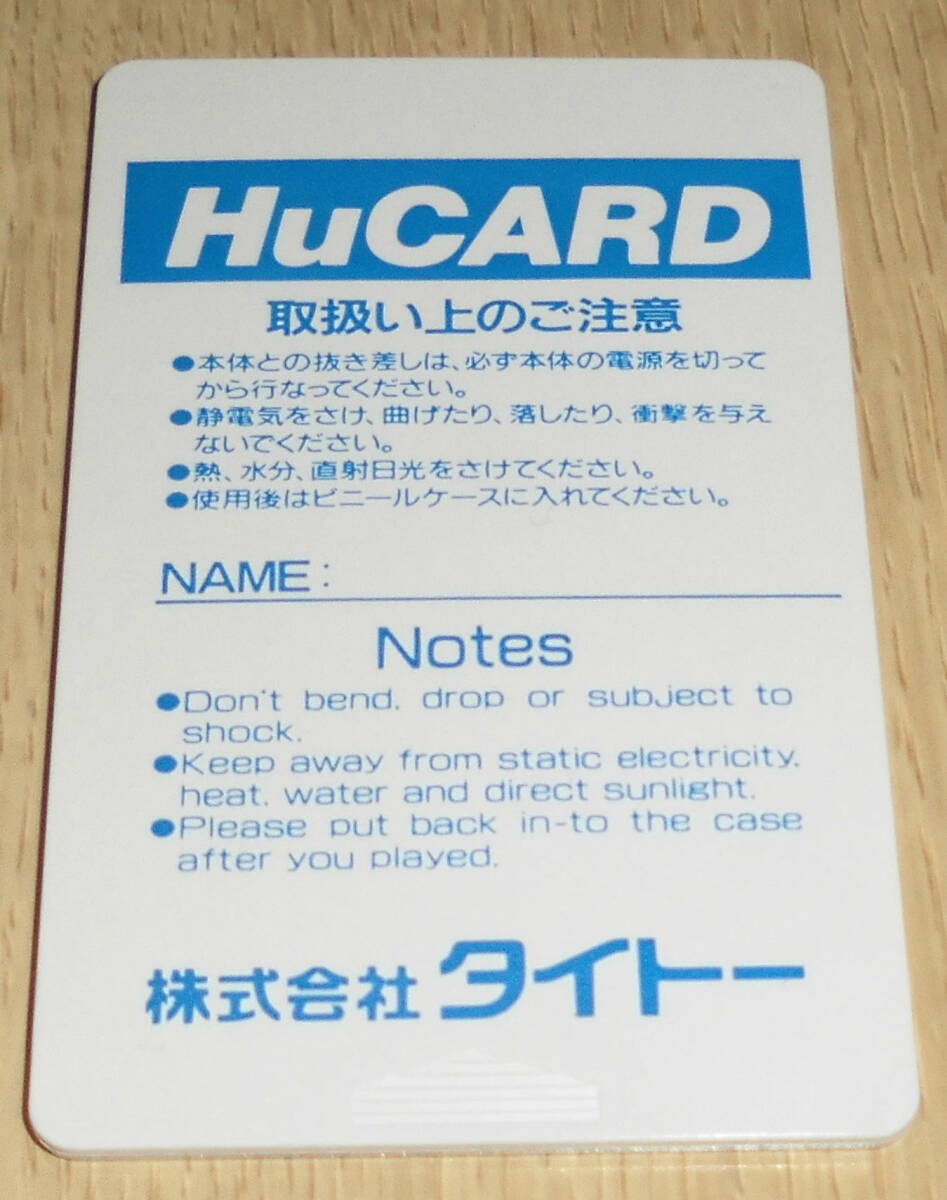 HuCARD
取扱い上のご注意
●本体との抜き差しは、必ず本体の電源を切って
から行なってください。
●静電気をさけ、曲げたり、落したり、衝撃を与え
ないでください。
●熱、水分、直射日光をさけてください。
●使用後はビニールケースに入れてください。
NAME:
Notes
●Don't bend, drop or subject to
shock.
●Keep away from static electricity,
heat, water and direct sunlight.
●Please put back in-to the case
after you played.
株式会社タイトー